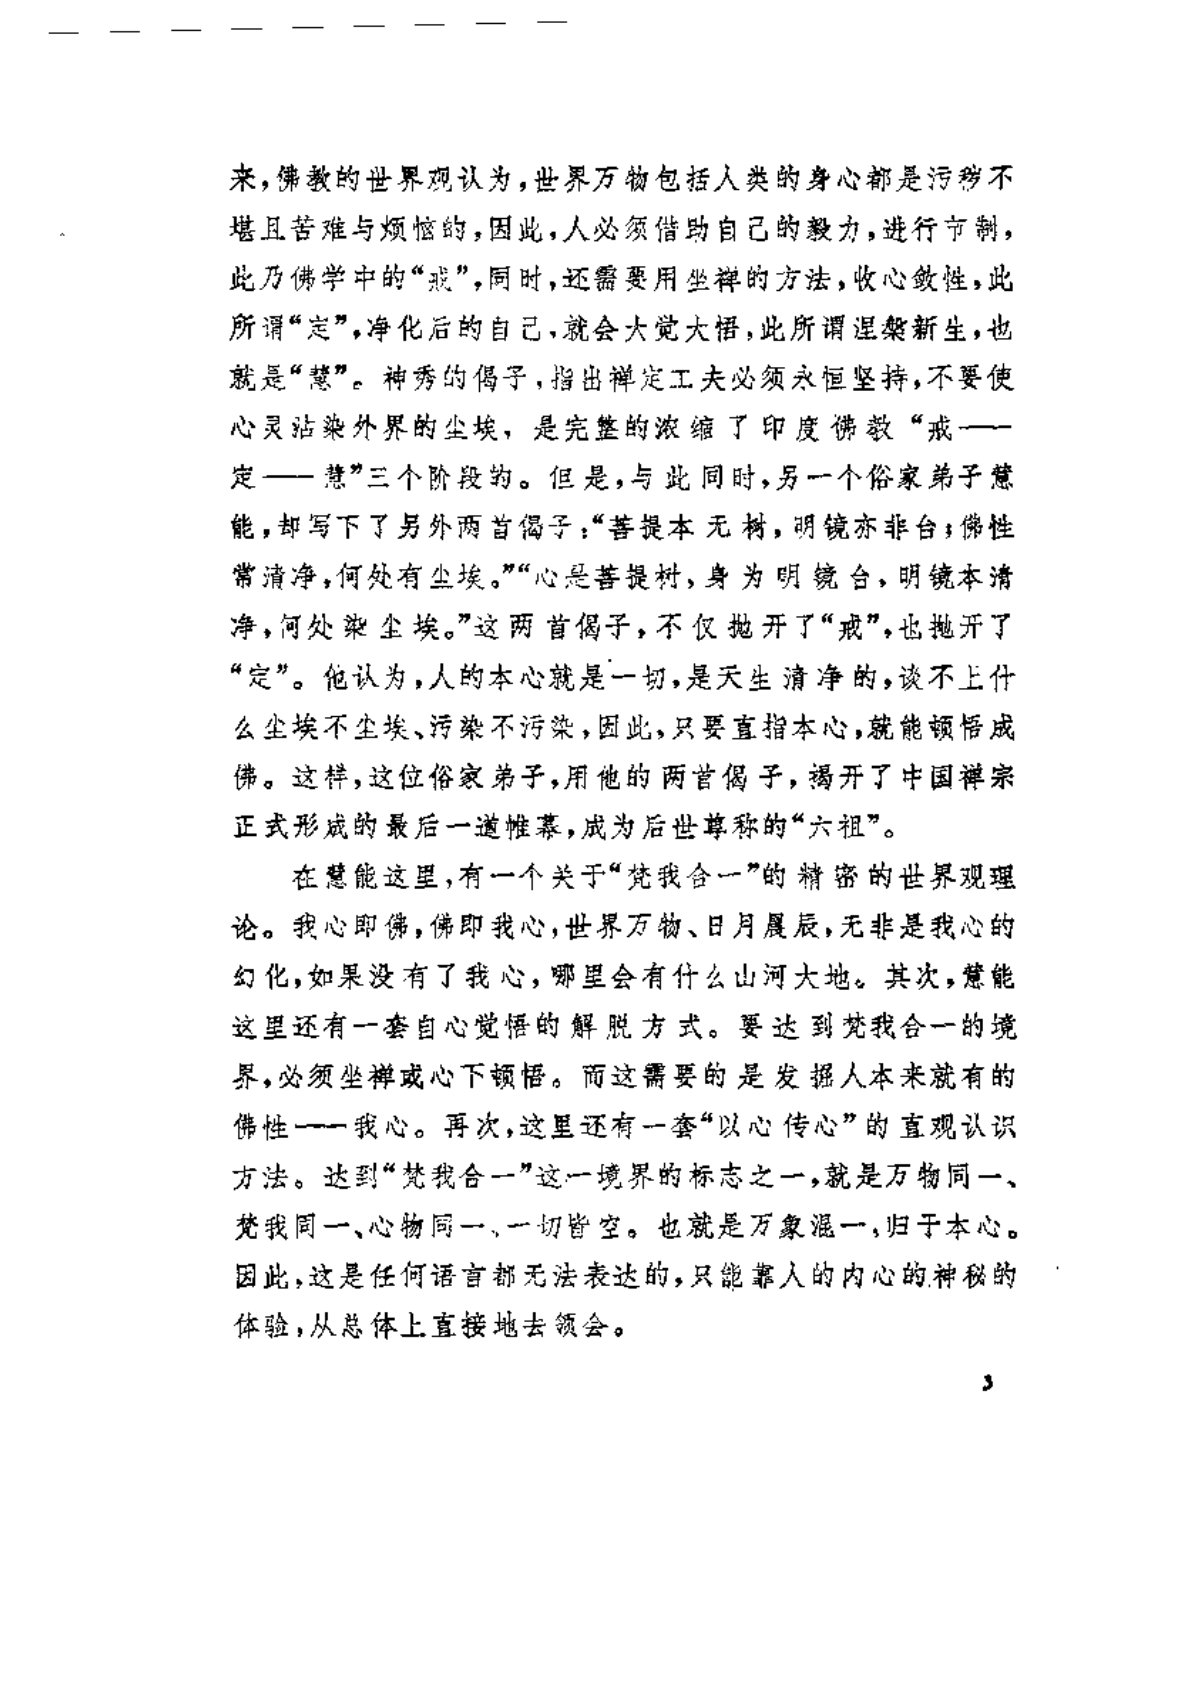 来，佛教的世界观认为，世界万物包括人类的身心都是污秽不
堪且苦难与烦恼的，因此，人必须借助自己的毅力，进行节制，
此乃佛学中的“戒”，同时，还需要用坐禅的方法，收心敛性，此
所谓“定”，净化后的自己，就会大觉大悟，此所谓涅槃新生，也
就是“慧”。神秀的偈子，指出禅定工夫必须永恒坚持，不要使
心灵沾染外界的尘埃，是完整的浓缩了印度佛教“戒——
定——慧”三个阶段的。但是，与此同时，另一个俗家弟子慧
能，却写下了另外两首偈子：“菩提本无树，明镜亦非台；佛性
常清净，何处有尘埃。”“心是菩提树，身为明镜台，明镜本清
净，何处染尘埃。”这两首偈子，不仅抛开了“戒”，也抛开了
“定”。他认为，人的本心就是一切，是天生清净的，谈不上什
么尘埃不尘埃、污染不污染，因此，只要直指本心，就能顿悟成
佛。这样，这位俗家弟子，用他的两首偈子，揭开了中国禅宗
正式形成的最后一道帷幕，成为后世尊称的“六祖”。
在慧能这里，有一个关于“梵我合一”的精密的世界观理
论。我心即佛，佛即我心，世界万物、日月晨辰，无非是我心的
幻化，如果没有了我心，哪里会有什么山河大地。其次，慧能
这里还有一套自心觉悟的解脱方式。要达到梵我合一的境
界，必须坐禅或心下顿悟。而这需要的是发掘人本来就有的
佛性——我心。再次，这里还有一套“以心传心”的直观认识
方法。达到“梵我合一”这一境界的标志之一，就是万物同一、
梵我同一、心物同一、一切皆空。也就是万象混一，归于本心。
因此，这是任何语言都无法表达的，只能靠人的内心的神秘的
体验，从总体上直接地去领会。
3